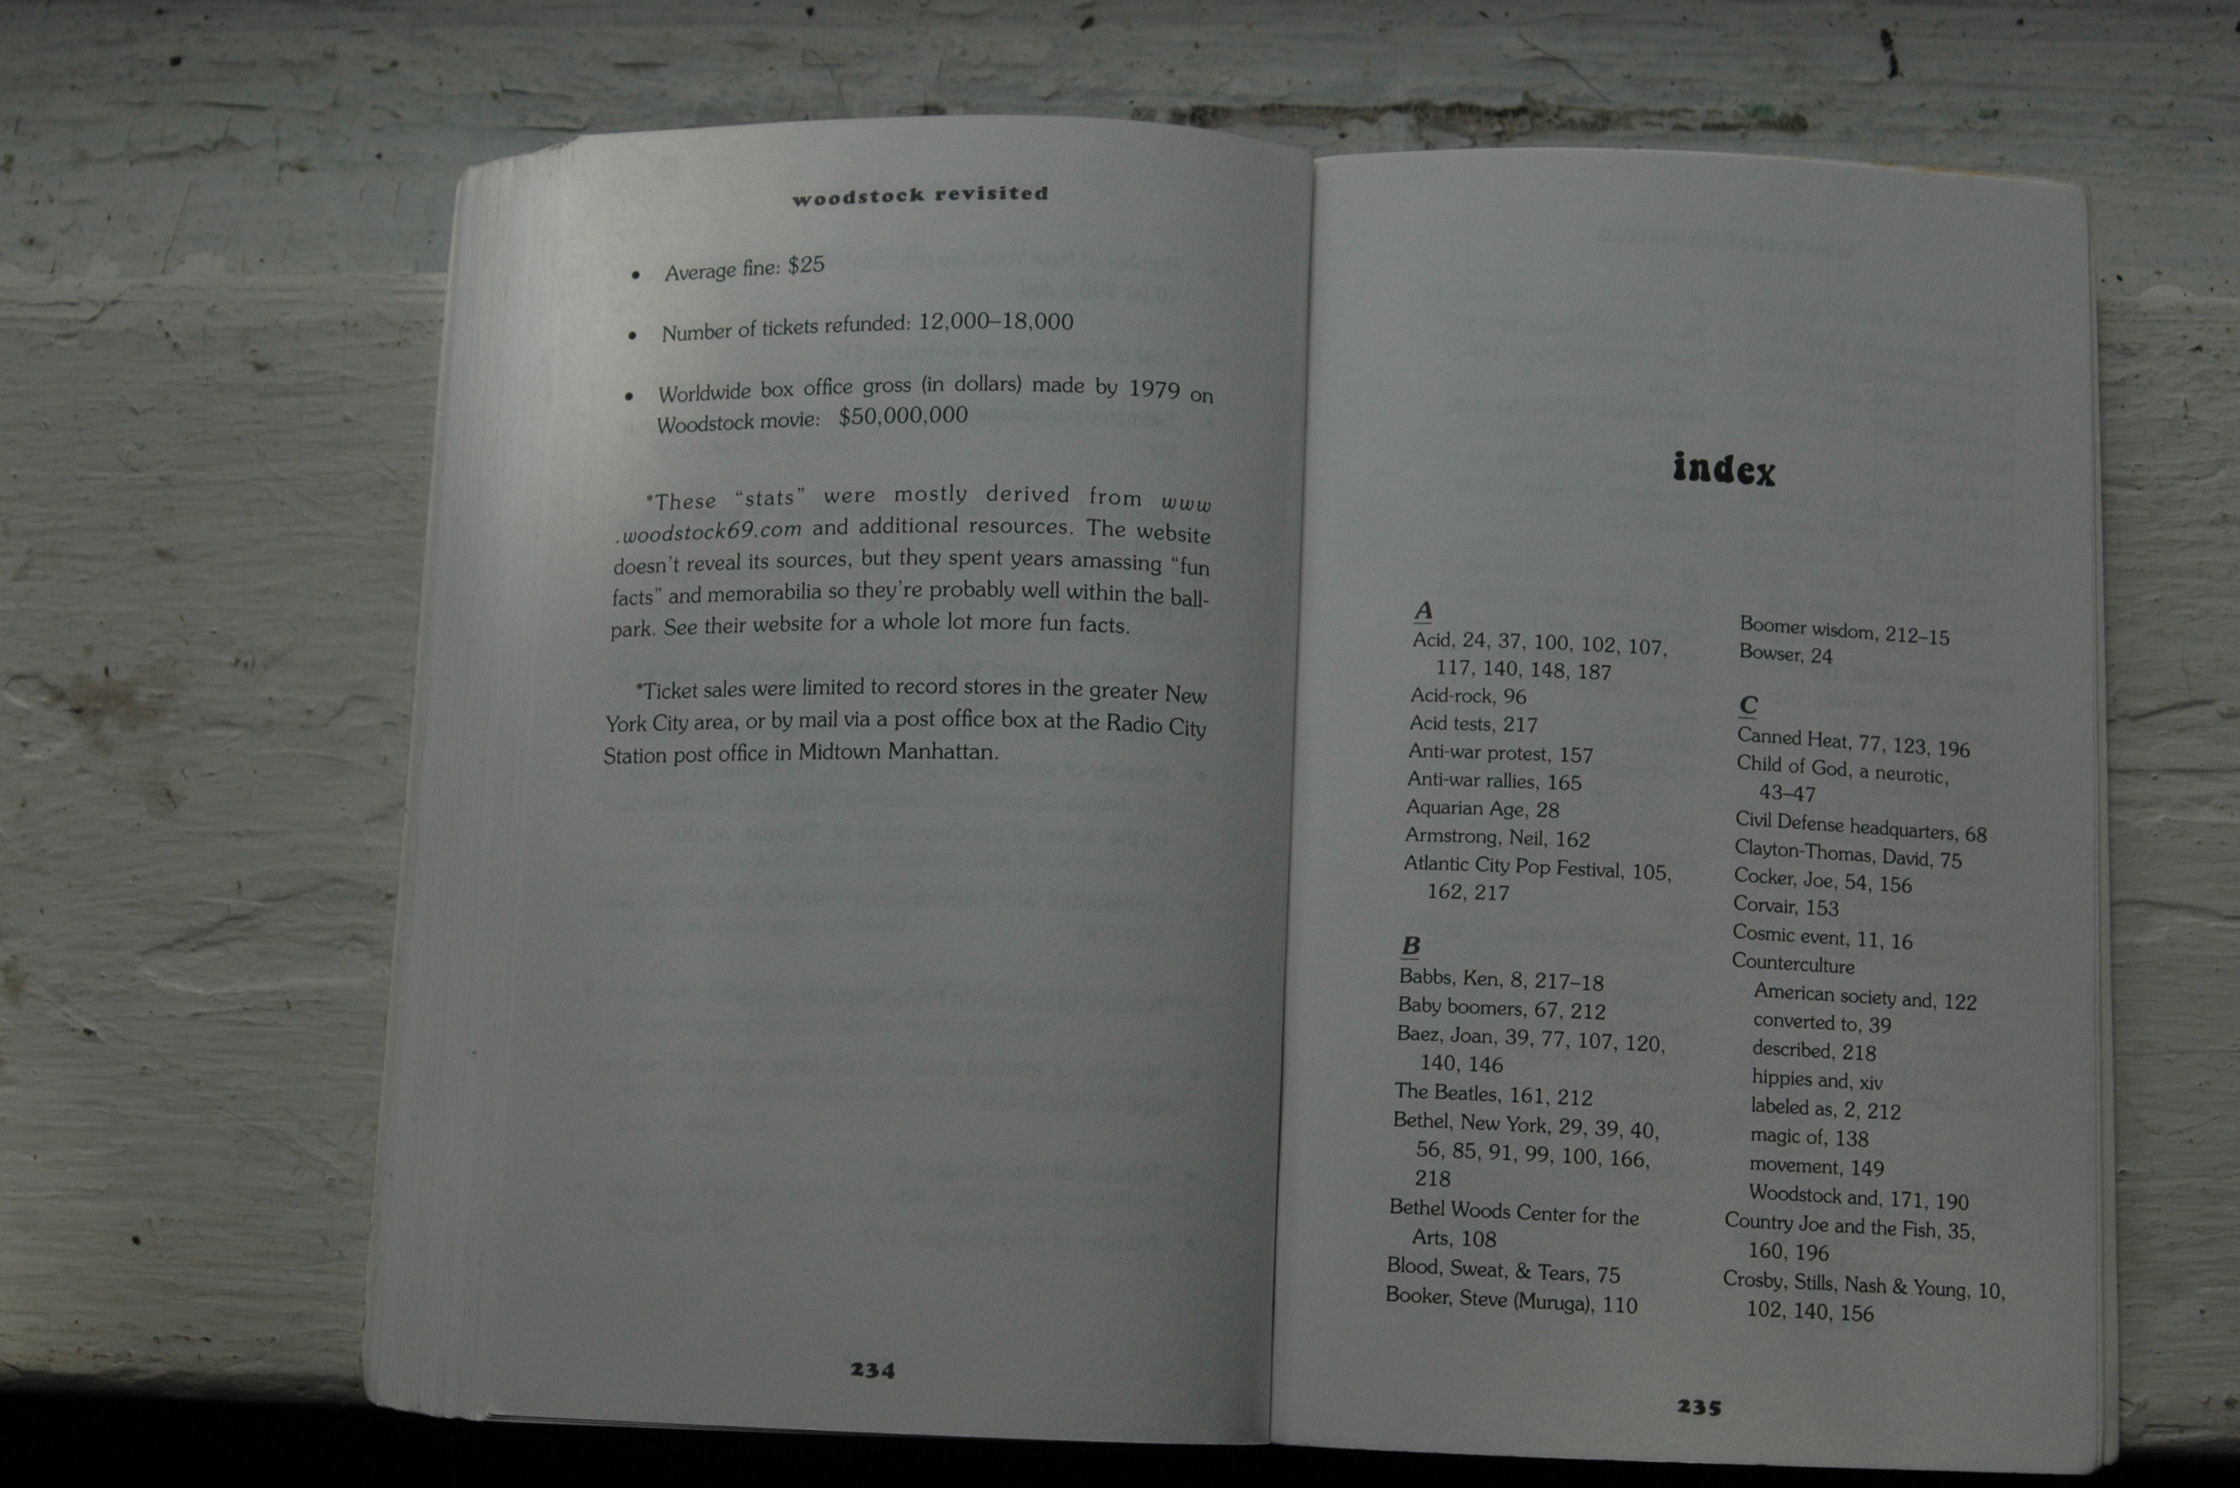 woodstock revisited
• Average fine: $25
• Number of tickets refunded: 12,000–18,000
• Worldwide box office gross (in dollars) made by 1979 on
Woodstock movie: $50,000,000
*These “stats” were mostly derived from www
.woodstock69.com and additional resources. The website
doesn’t reveal its sources, but they spent years amassing “fun
facts” and memorabilia so they’re probably well within the ball-
park. See their website for a whole lot more fun facts.
*Ticket sales were limited to record stores in the greater New
York City area, or by mail via a post office box at the Radio City
Station post office in Midtown Manhattan.
234
index
A
Acid, 24, 37, 100, 102, 107,
117, 140, 148, 187
Acid-rock, 96
Acid tests, 217
Anti-war protest, 157
Anti-war rallies, 165
Aquarian Age, 28
Armstrong, Neil, 162
Atlantic City Pop Festival, 105,
162, 217
B
Babbs, Ken, 8, 217–18
Baby boomers, 67, 212
Baez, Joan, 39, 77, 107, 120,
140, 146
The Beatles, 161, 212
Bethel, New York, 29, 39, 40,
56, 85, 91, 99, 100, 166,
218
Bethel Woods Center for the
Arts, 108
Blood, Sweat, & Tears, 75
Booker, Steve (Muruga), 110
Boomer wisdom, 212–15
Bowser, 24
C
Canned Heat, 77, 123, 196
Child of God, a neurotic,
43–47
Civil Defense headquarters, 68
Clayton-Thomas, David, 75
Cocker, Joe, 54, 156
Corvair, 153
Cosmic event, 11, 16
Counterculture
American society and, 122
converted to, 39
described, 218
hippies and, xiv
labeled as, 2, 212
magic of, 138
movement, 149
Woodstock and, 171, 190
Country Joe and the Fish, 35,
160, 196
Crosby, Stills, Nash & Young, 10,
102, 140, 156
235